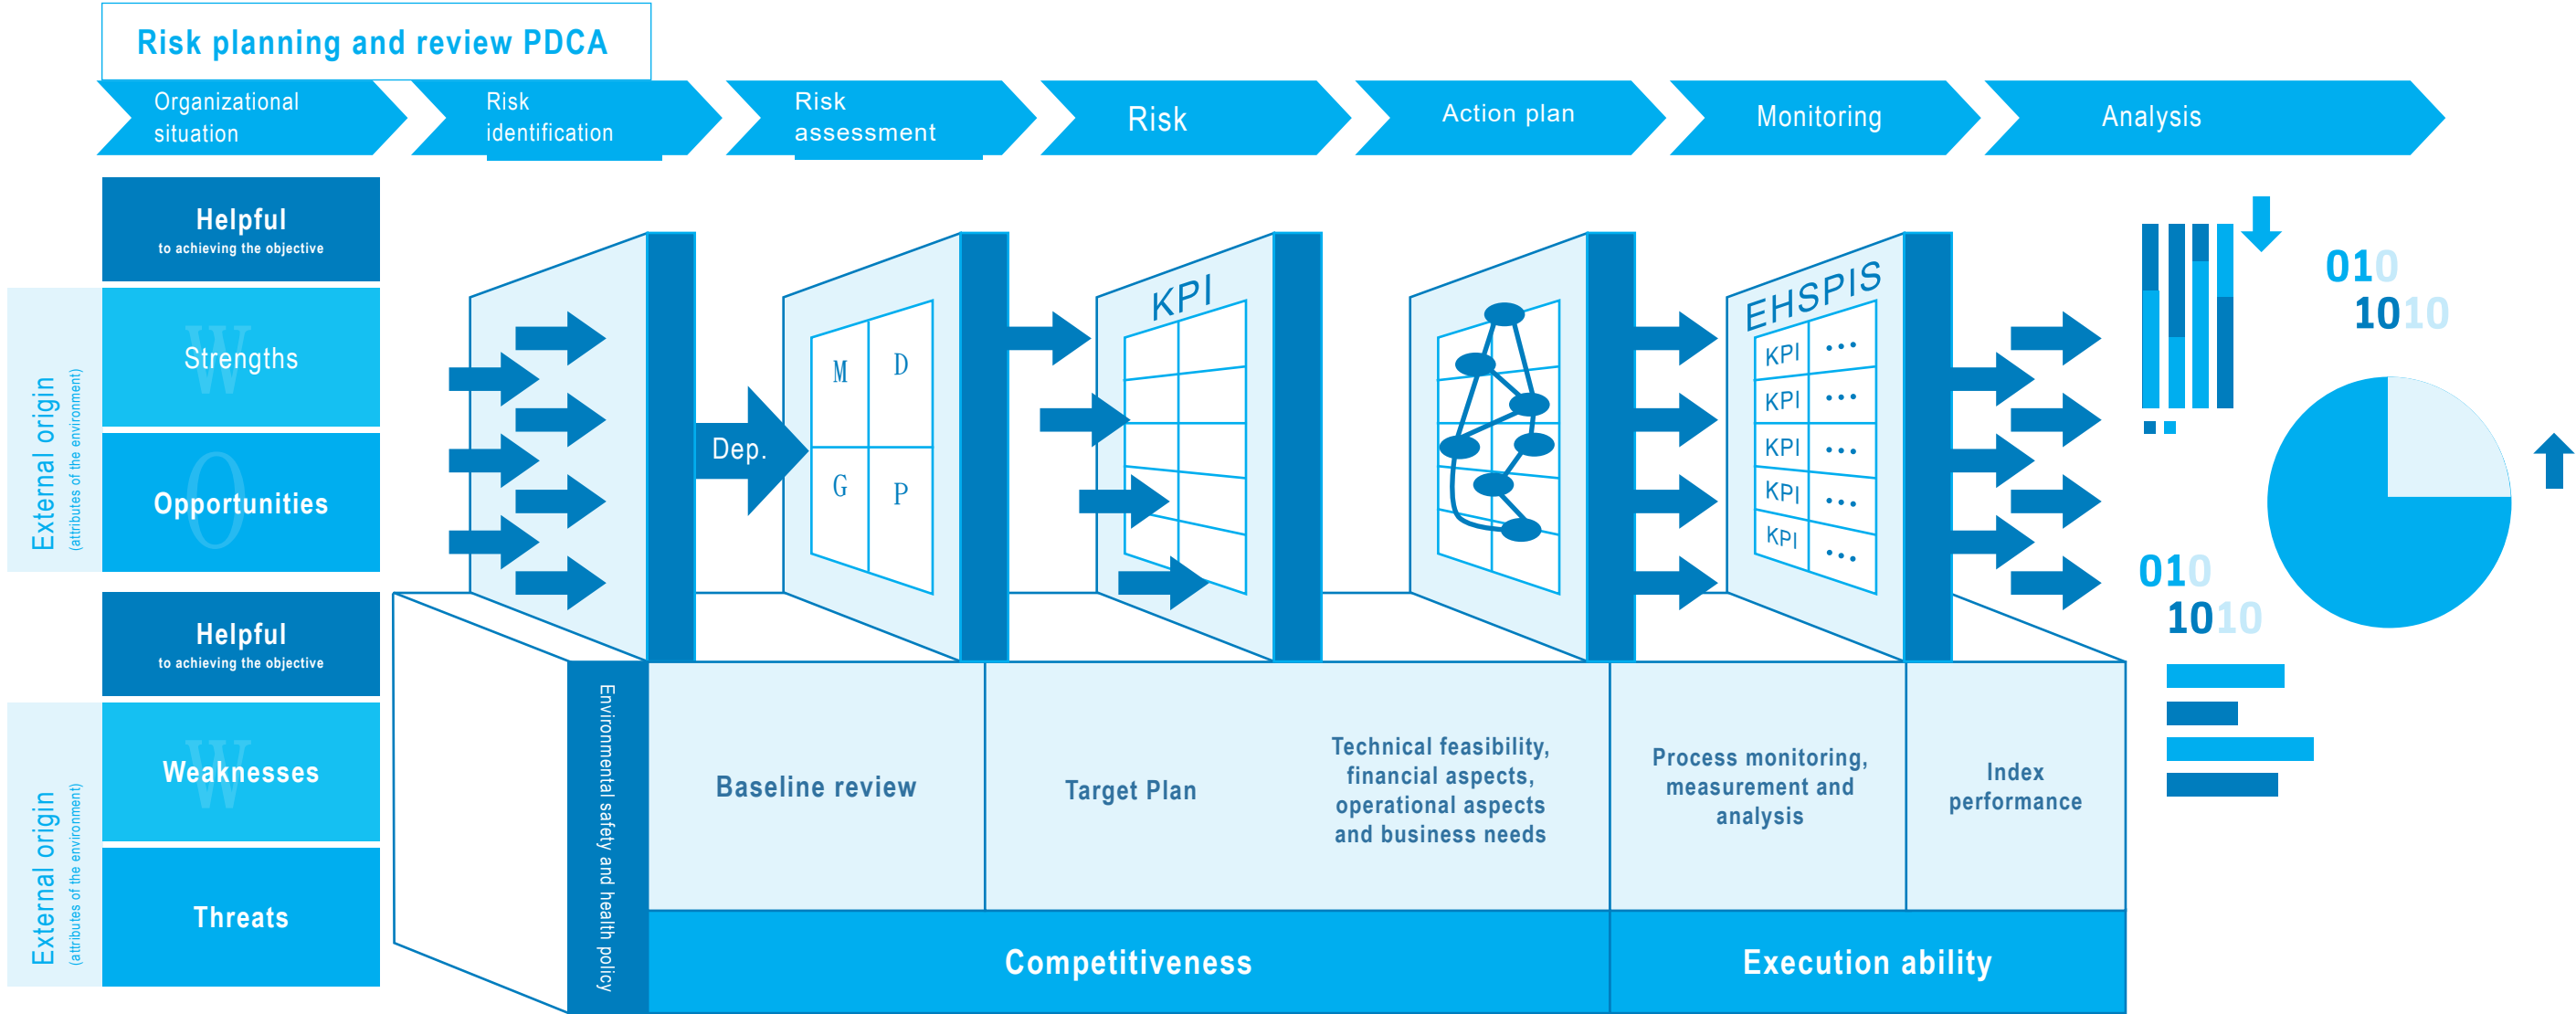 Risk planning and review PDCA
Organizational
situation
Risk
identification
Risk
assessment
Risk
Action plan
Monitoring
Analysis
Helpful
to achieving the objective
External origin
(attributes of the environment)
W
Strengths
O
Opportunities
Helpful
to achieving the objective
External origin
(attributes of the environment)
W
Weaknesses
Threats
Dep.
M D
G P
KPI
EHSPIS
KPI ...
KPI ...
KPI ...
KPI ...
KPI ...
010
1010
010
1010
Environmental safety and health policy
Baseline review
Target Plan
Technical feasibility,
financial aspects,
operational aspects
and business needs
Process monitoring,
measurement and
analysis
Index
performance
Competitiveness
Execution ability